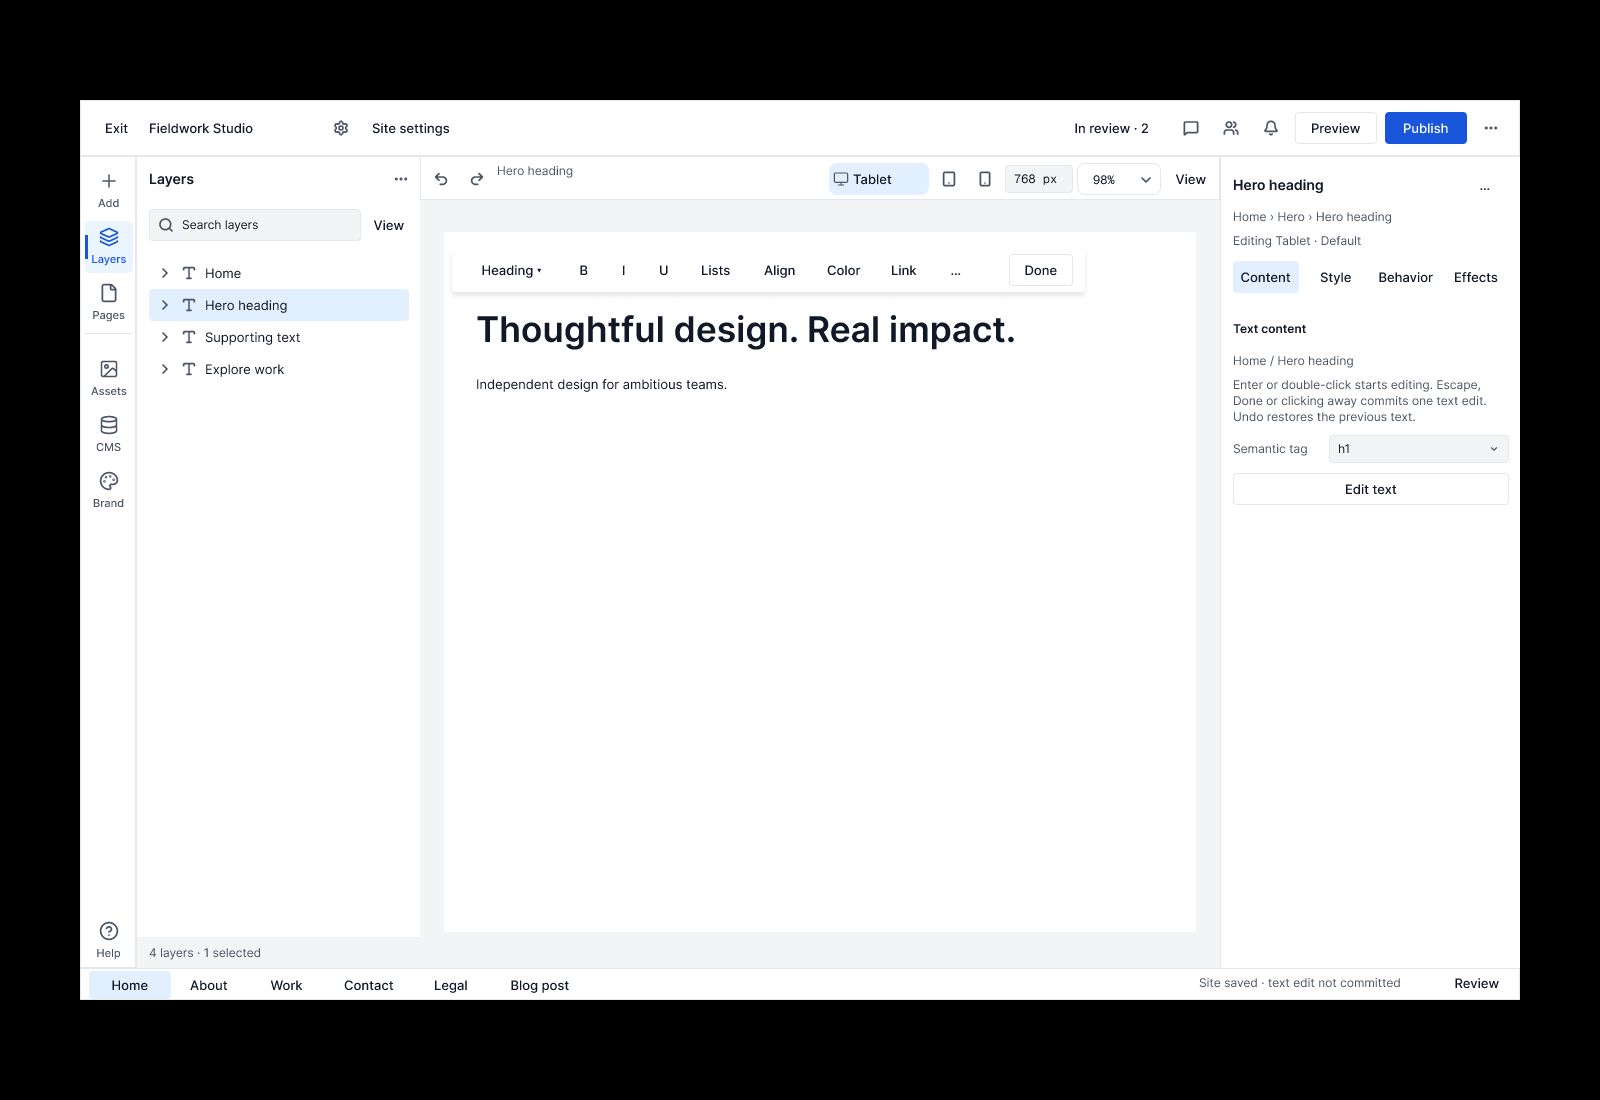 Exit Fieldwork Studio Site settings In review · 2 Preview Publish
Add
Layers
Pages
Assets
CMS
Brand
Help
Layers
Search layers View
Home
Hero heading
Supporting text
Explore work
4 layers · 1 selected
Hero heading Tablet 768 px 98% View
Heading B I U Lists Align Color Link ... Done
Thoughtful design. Real impact.
Independent design for ambitious teams.
Hero heading ...
Home › Hero › Hero heading
Editing Tablet · Default
Content Style Behavior Effects
Text content
Home / Hero heading
Enter or double-click starts editing. Escape,
Done or clicking away commits one text edit.
Undo restores the previous text.
Semantic tag h1
Edit text
Home About Work Contact Legal Blog post Site saved · text edit not committed Review